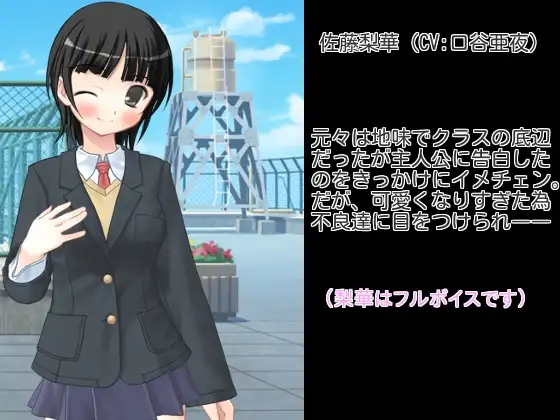 佐藤梨華（CV:口谷亜夜）
元々は地味でクラスの底辺
だったが主人公に告白した
のをきっかけにイメチェン。
だが、可愛くなりすぎた為
不良達に目をつけられ――
（梨華はフルボイスです）